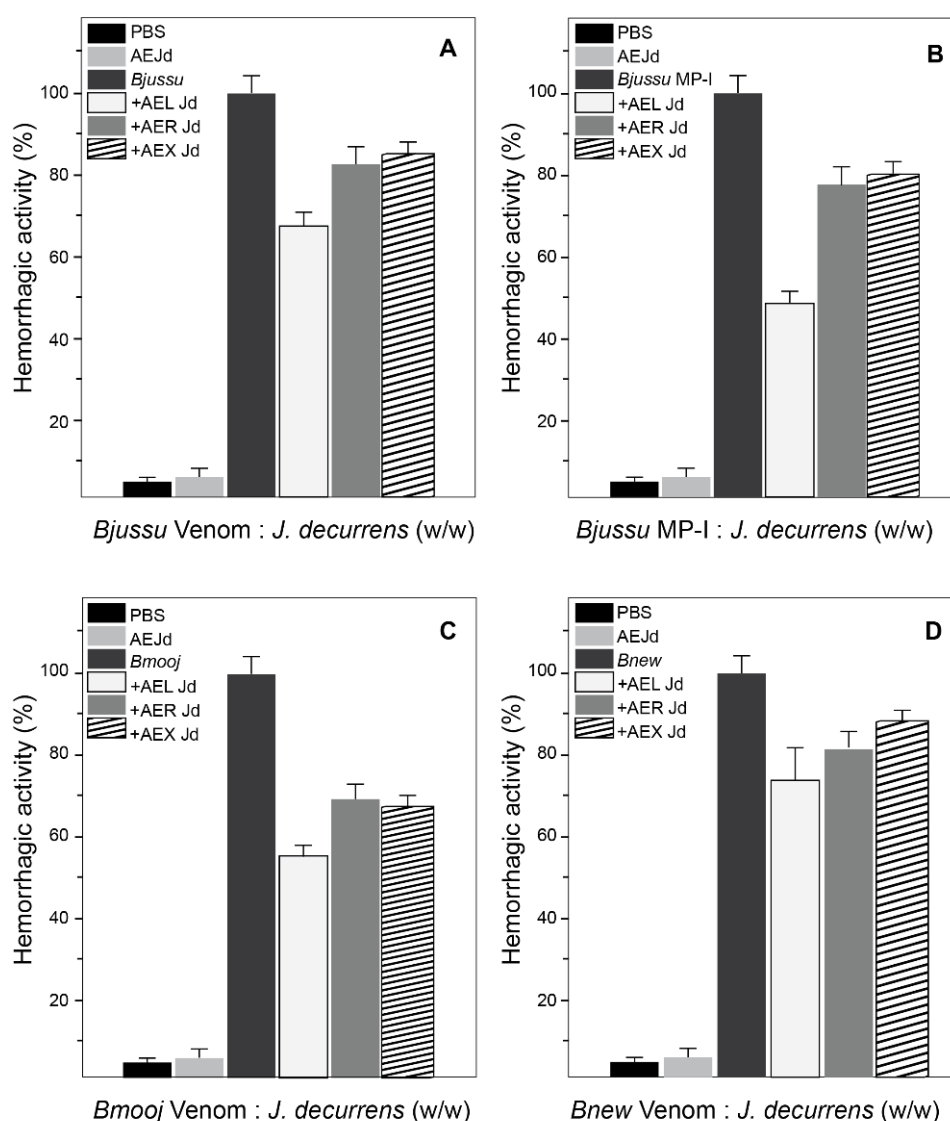 PBS
AEJd
Bjussu
+AEL Jd
+AER Jd
+AEX Jd
A
100
80
60
40
20
Hemorrhagic activity (%)
Bjussu Venom : J. decurrens (w/w)
PBS
AEJd
Bjussu MP-I
+AEL Jd
+AER Jd
+AEX Jd
B
100
80
60
40
20
Hemorrhagic activity (%)
Bjussu MP-I : J. decurrens (w/w)
PBS
AEJd
Bmooj
+AEL Jd
+AER Jd
+AEX Jd
C
100
80
60
40
20
Hemorrhagic activity (%)
Bmooj Venom : J. decurrens (w/w)
PBS
AEJd
Bnew
+AEL Jd
+AER Jd
+AEX Jd
D
100
80
60
40
20
Hemorrhagic activity (%)
Bnew Venom : J. decurrens (w/w)